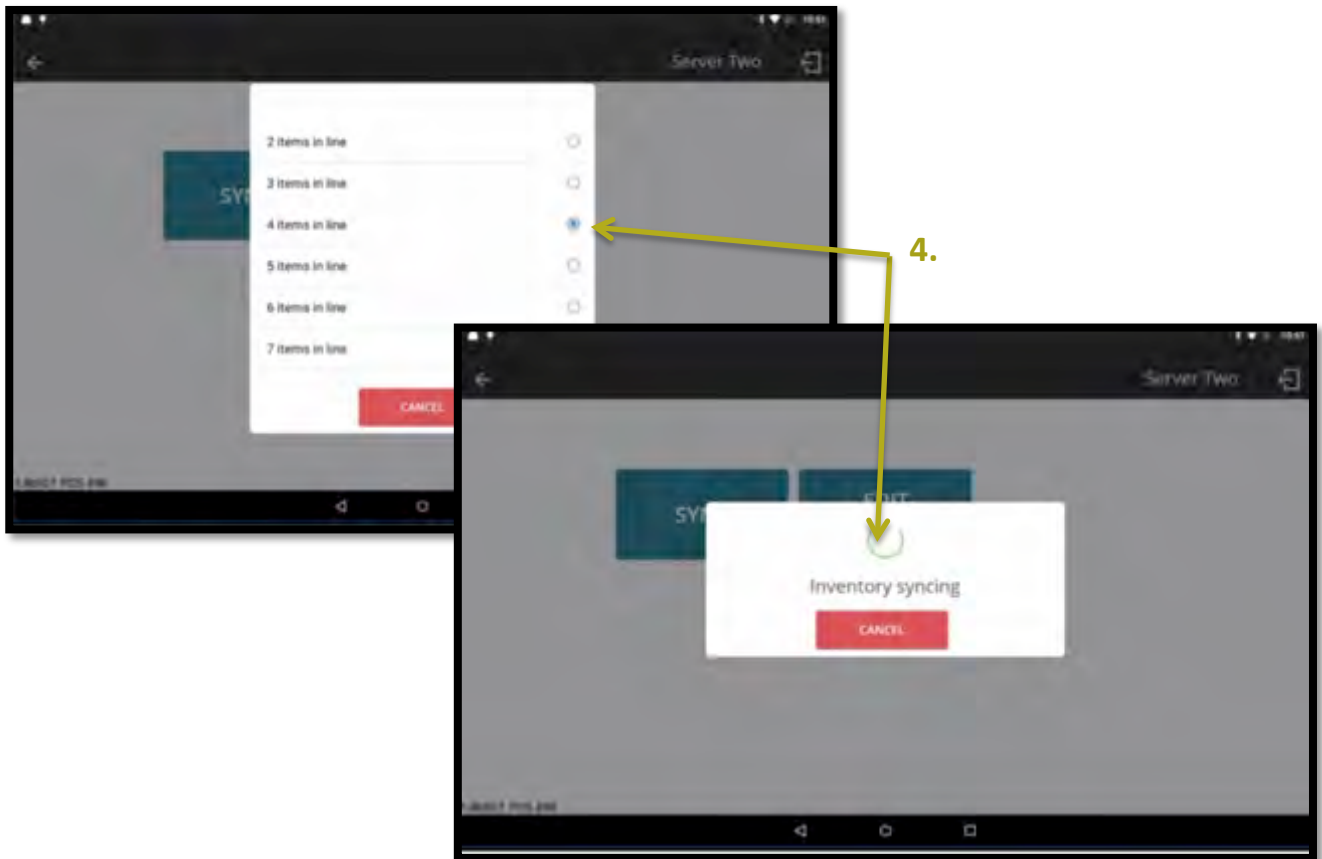 Server Two
2 items in line
3 items in line
4 items in line
5 items in line
6 items in line
7 items in line
CANCEL
4.
Server Two
EDIT
Inventory syncing
CANCEL